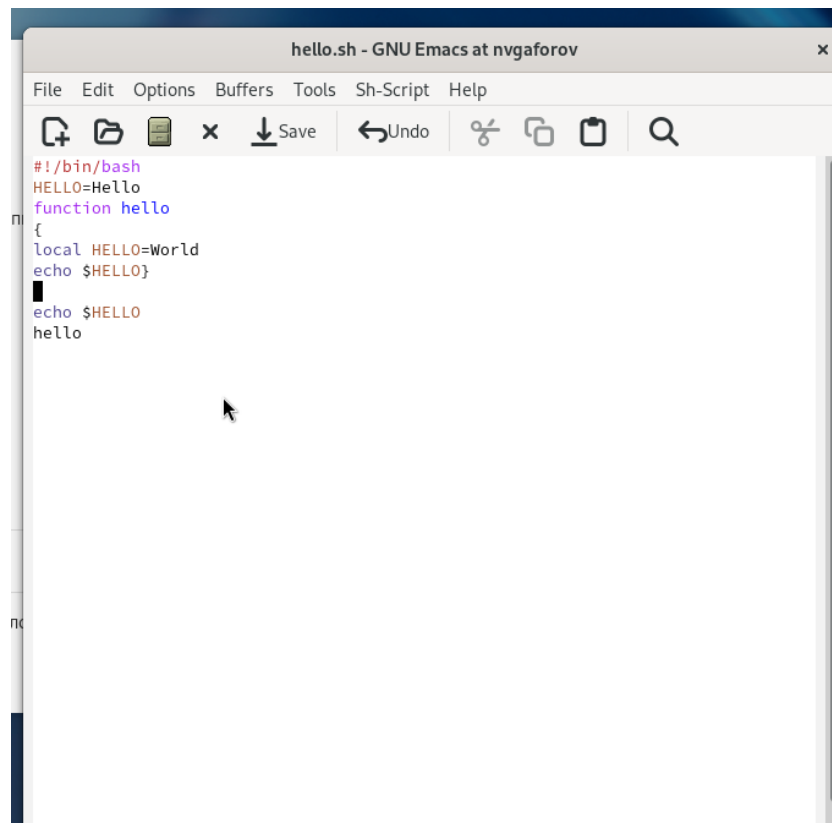 hello.sh - GNU Emacs at nvgaforov
File Edit Options Buffers Tools Sh-Script Help
Save Undo
#!/bin/bash
HELLO=Hello
function hello
{
local HELLO=World
echo $HELLO}
echo $HELLO
hello